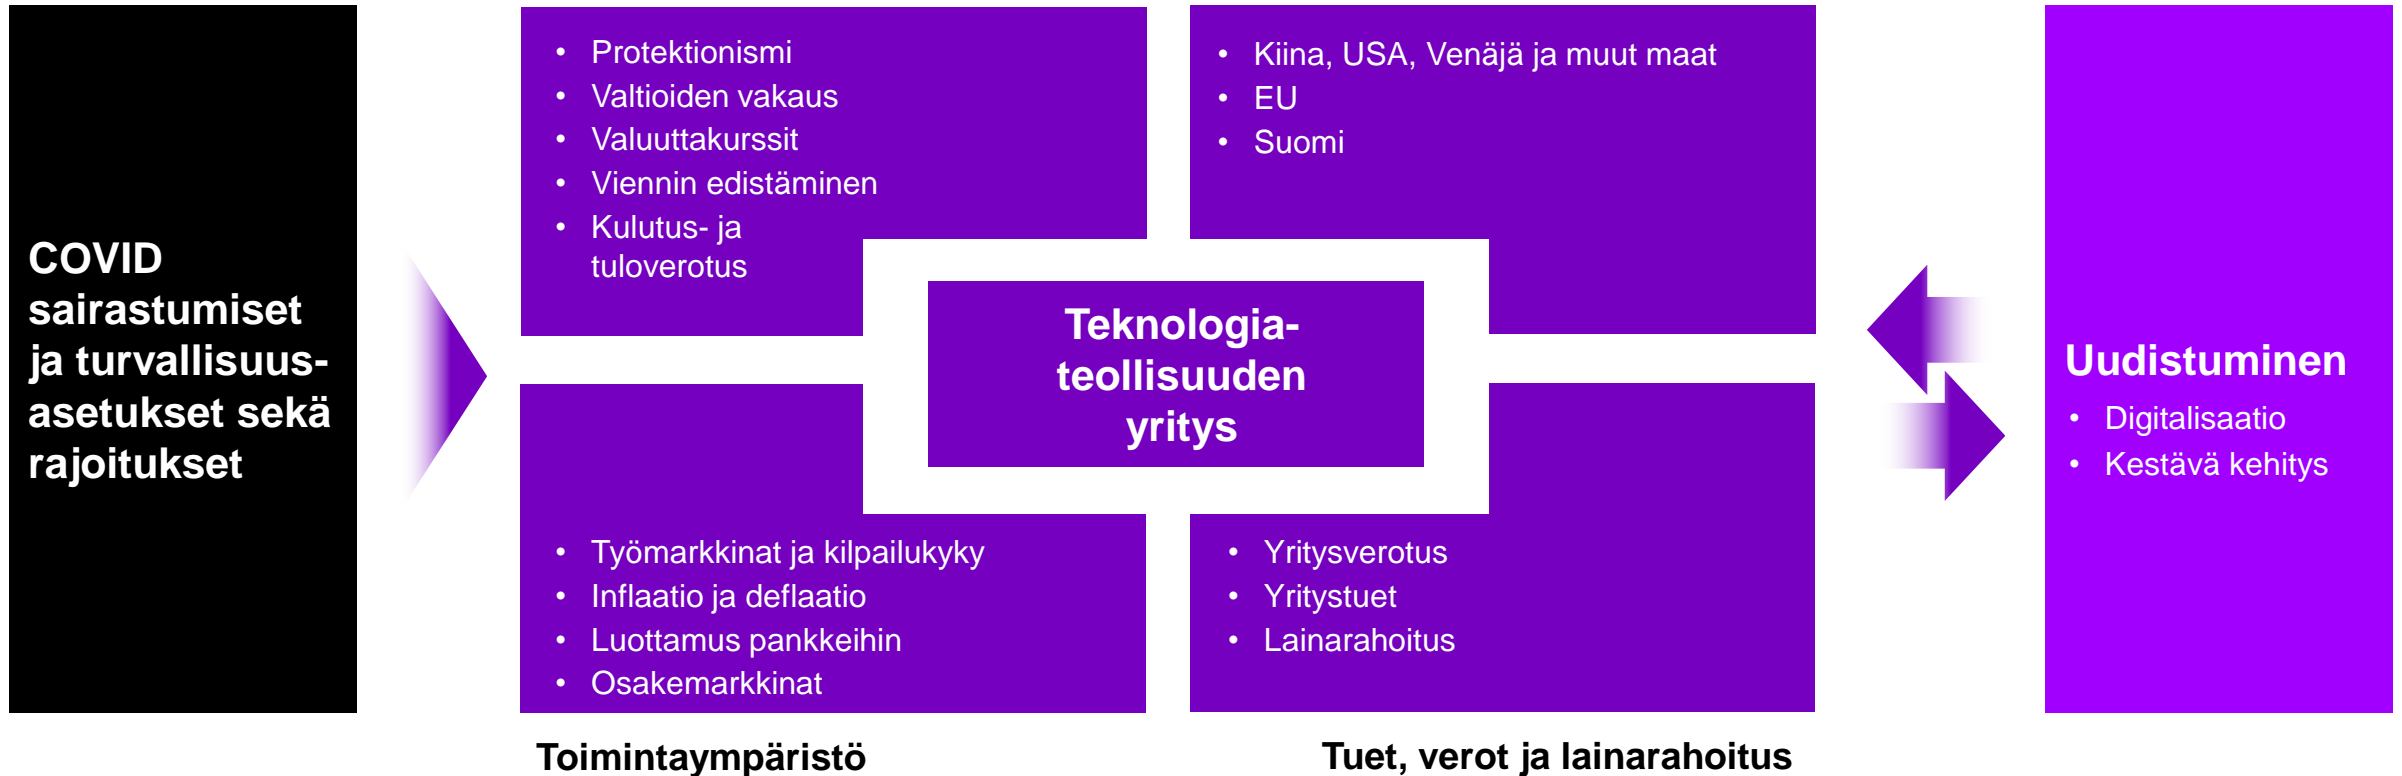 COVID
sairastumiset
ja turvallisuus-
asetukset sekä
rajoitukset
• Protektionismi
• Valtioiden vakaus
• Valuuttakurssit
• Viennin edistäminen
• Kulutus- ja
tuloverotus
• Kiina, USA, Venäjä ja muut maat
• EU
• Suomi
Teknologia-
teollisuuden
yritys
• Työmarkkinat ja kilpailukyky
• Inflaatio ja deflaatio
• Luottamus pankkeihin
• Osakemarkkinat
• Yritysverotus
• Yritystuet
• Lainarahoitus
Uudistuminen
• Digitalisaatio
• Kestävä kehitys
Toimintaympäristö
Tuet, verot ja lainarahoitus